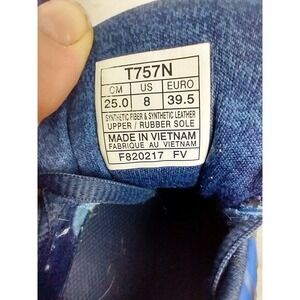 T757N
CM US EURO
25.0 8 39.5
SYNTHETIC FIBER & SYNTHETIC LEATHER
UPPER / RUBBER SOLE
MADE IN VIETNAM
FABRIQUE AU VIETNAM
F820217 FV